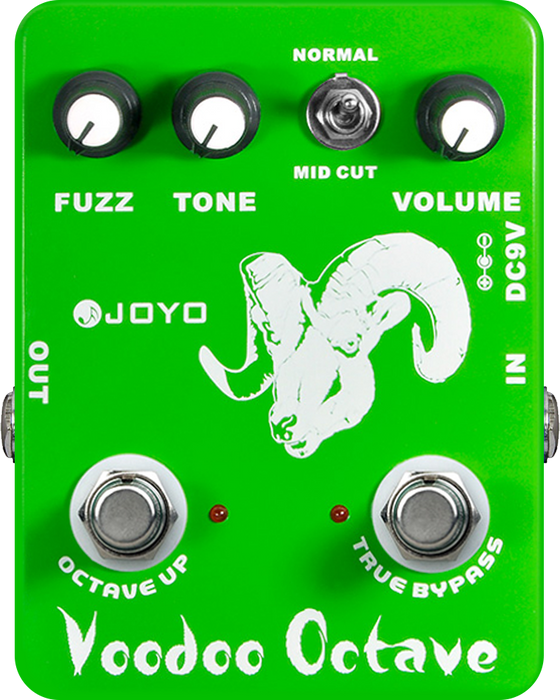 NORMAL
MID CUT
FUZZ
TONE
VOLUME
DC9V
JOYO
OUT
IN
OCTAVE UP
TRUE BYPASS
Voodoo Octave